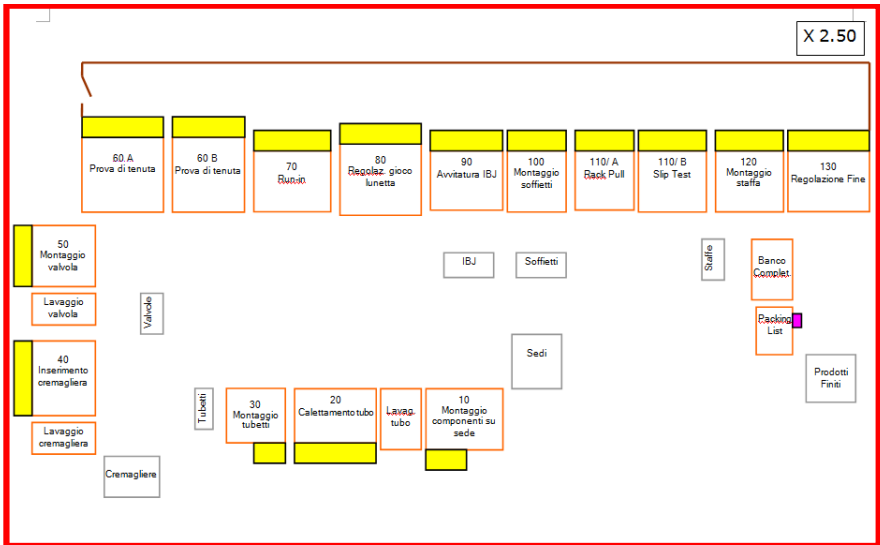 X 2.50
60.A
Prova di tenuta
60 B
Prova di tenuta
70
Run-in
80
Regolaz. gioco
lunetta
90
Avvitatura IBJ
100
Montaggio
soffietti
110/ A
Rack Pull
110/ B
Slip Test
120
Montaggio
staffa
130
Regolazione Fine
50
Montaggio
valvola
Lavaggio
valvola
Valvole
IBJ
Soffietti
Staffe
Banco
Complet.
Packing
List
40
Inserimento
cremagliera
Sedi
Prodotti
Finiti
Tubetti
30
Montaggio
tubetti
20
Calettamento tubo
Lavag.
tubo
10
Montaggio
componenti su
sede
Lavaggio
cremagliera
Cremagliere